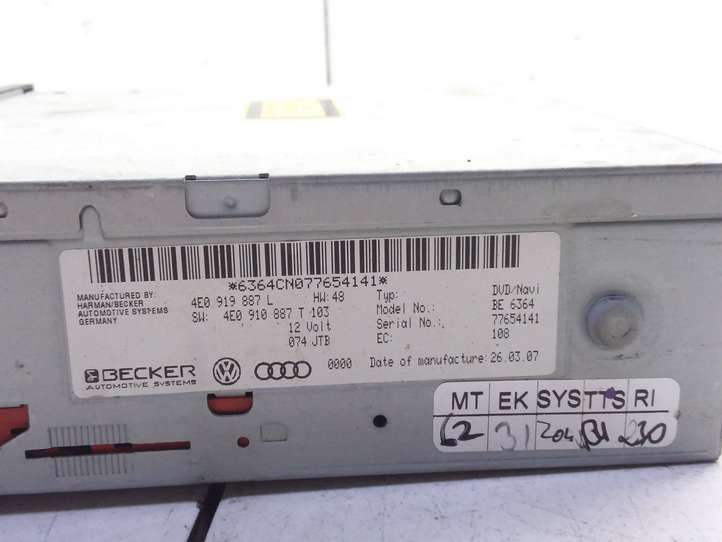 *6364CN077654141*
MANUFACTURED BY:
HARMAN/BECKER
AUTOMOTIVE SYSTEMS
GERMANY
4E0 919 887 L HW: 48
SW: 4E0 910 887 T 103
12 Volt
074 JTB
Typ: DVD/Navi
Model No.: BE 6364
Serial No.: 77654141
EC: 108
BECKER
AUTOMOTIVE SYSTEMS
0000 Date of manufacture: 26.03.07
MT EK SYSTTS RI
62 31 204 230